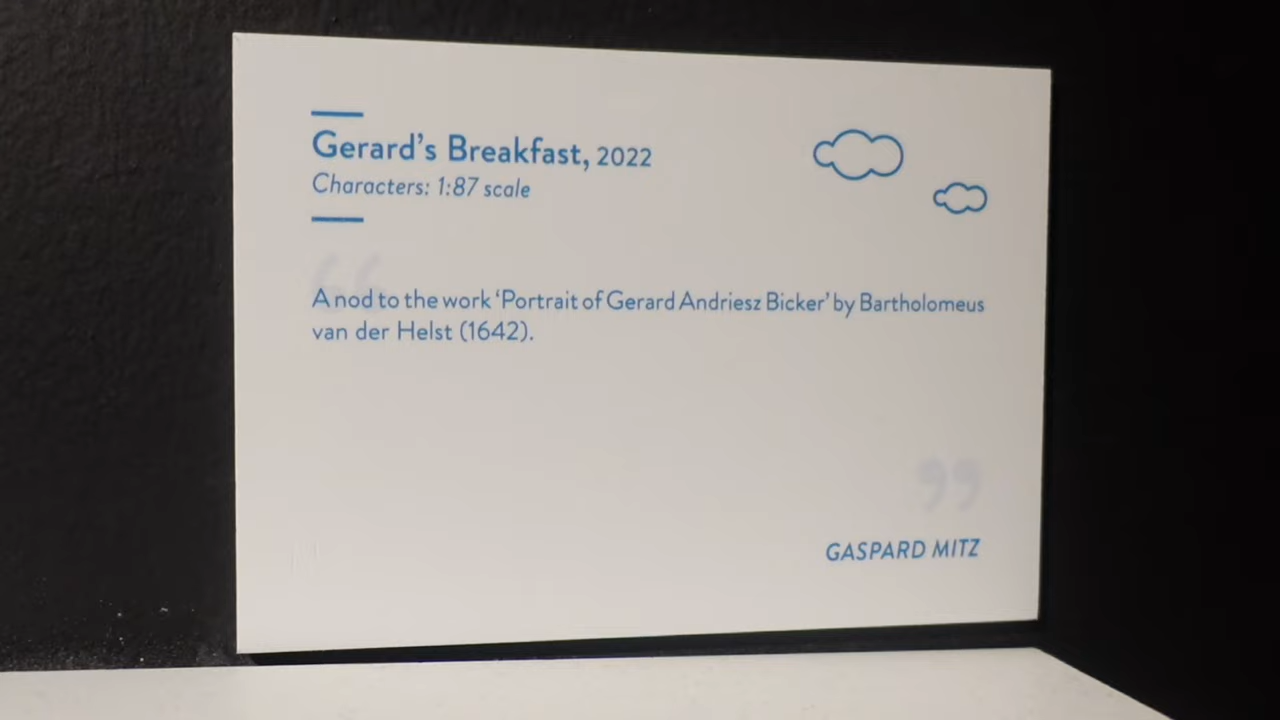 Gerard's Breakfast, 2022
Characters: 1:87 scale
“
A nod to the work ‘Portrait of Gerard Andriesz Bicker’ by Bartholomeus
van der Helst (1642).
”
GASPARD MITZ